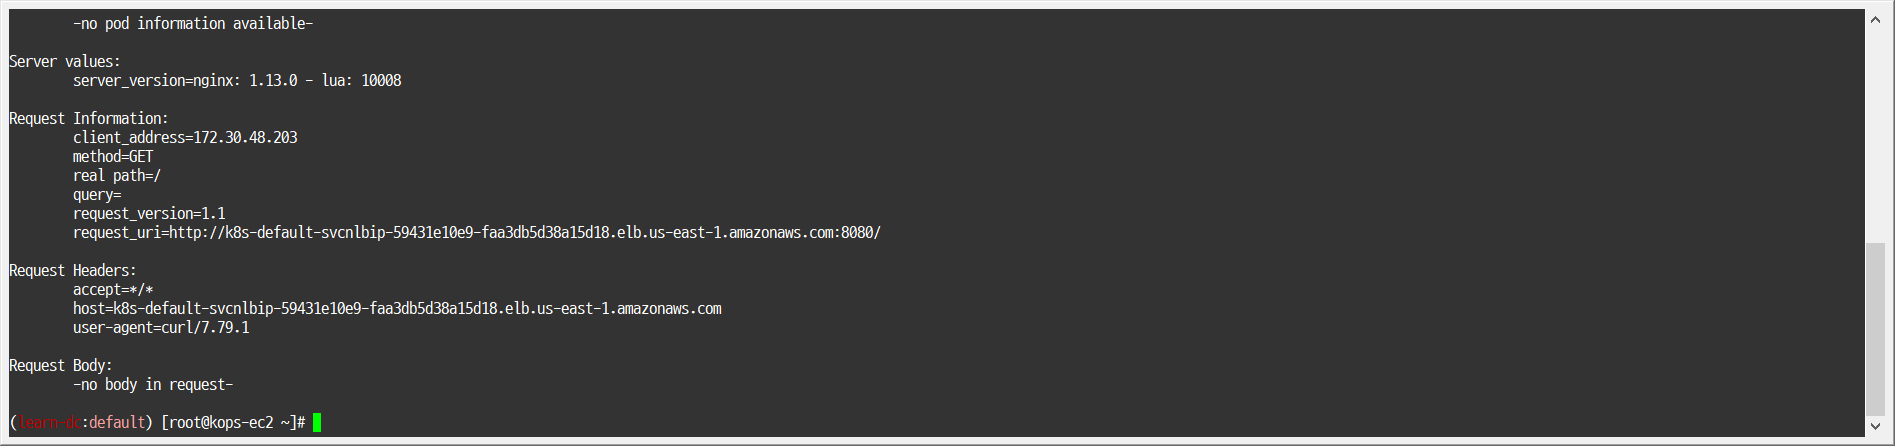 -no pod information available-
Server values:
server_version=nginx: 1.13.0 - lua: 10008
Request Information:
client_address=172.30.48.203
method=GET
real path=/
query=
request_version=1.1
request_uri=http://k8s-default-svcnlbip-59431e10e9-faa3db5d38a15d18.elb.us-east-1.amazonaws.com:8080/
Request Headers:
accept=*/*
host=k8s-default-svcnlbip-59431e10e9-faa3db5d38a15d18.elb.us-east-1.amazonaws.com
user-agent=curl/7.79.1
Request Body:
-no body in request-
(learn-dc:default) [root@kops-ec2 ~]#